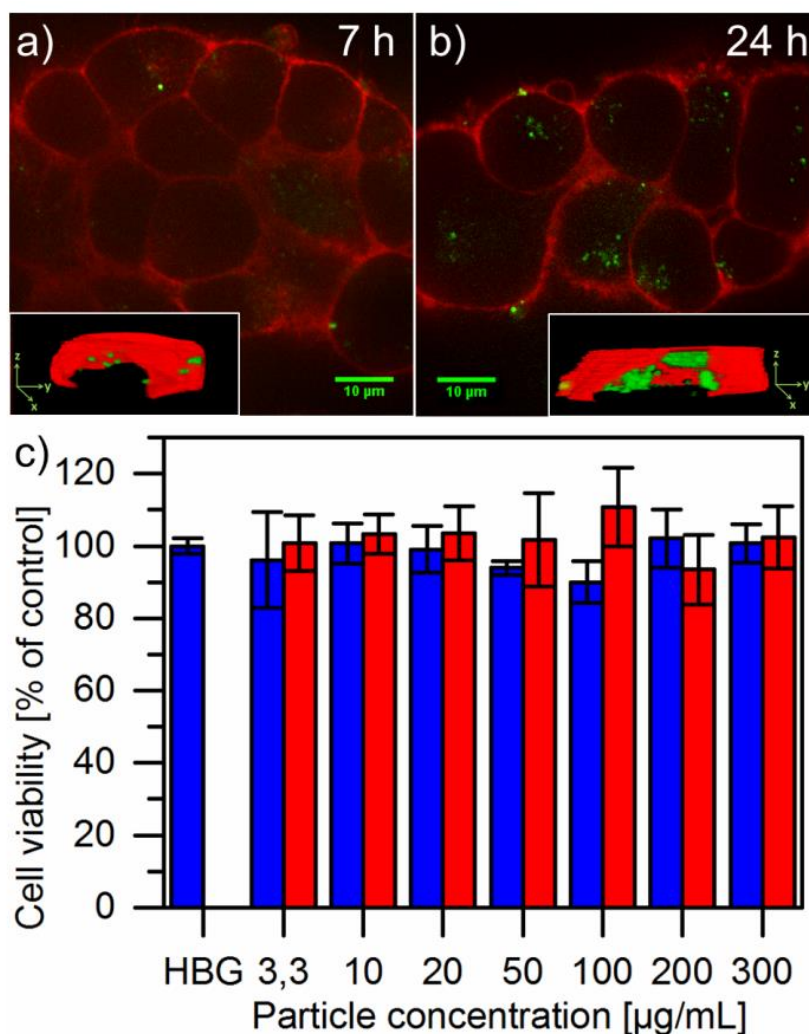 a) 7 h
b) 24 h
z
y
x
10 µm
10 µm
z
y
x
c)
Cell viability [% of control]
120
100
80
60
40
20
0
HBG 3,3 10 20 50 100 200 300
Particle concentration [µg/mL]